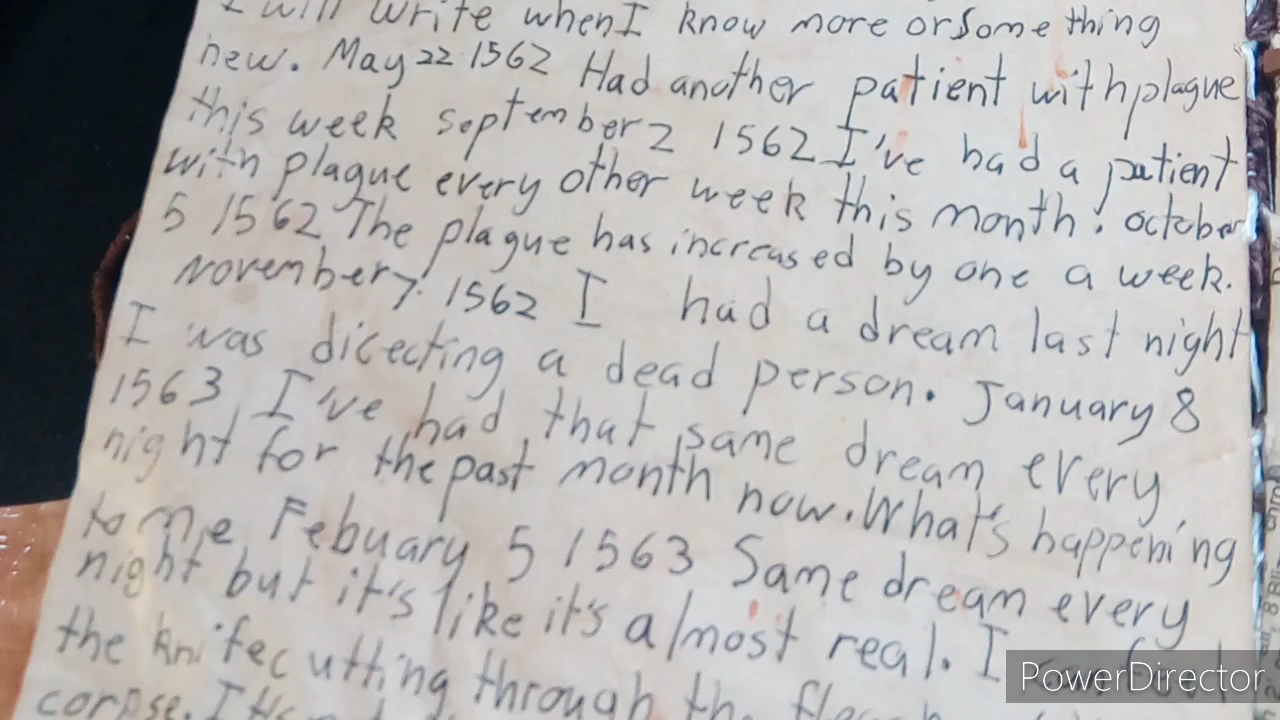 I will write when I know more or Something
new. May 22 1562 Had another patient with plague
this week september 2 1562 I've had a patient
with plague every other week this month. october
5 1562 The plague has increased by one a week.
November 7. 1562 I had a dream last night
I was dicecting a dead person. January 8
1563 I've had that same dream every
night for the past month now. What's happening
to me Febuary 5 1563 Same dream every
night but it's like it's almost real. I
the knife cutting through the
corpse.
PowerDirector